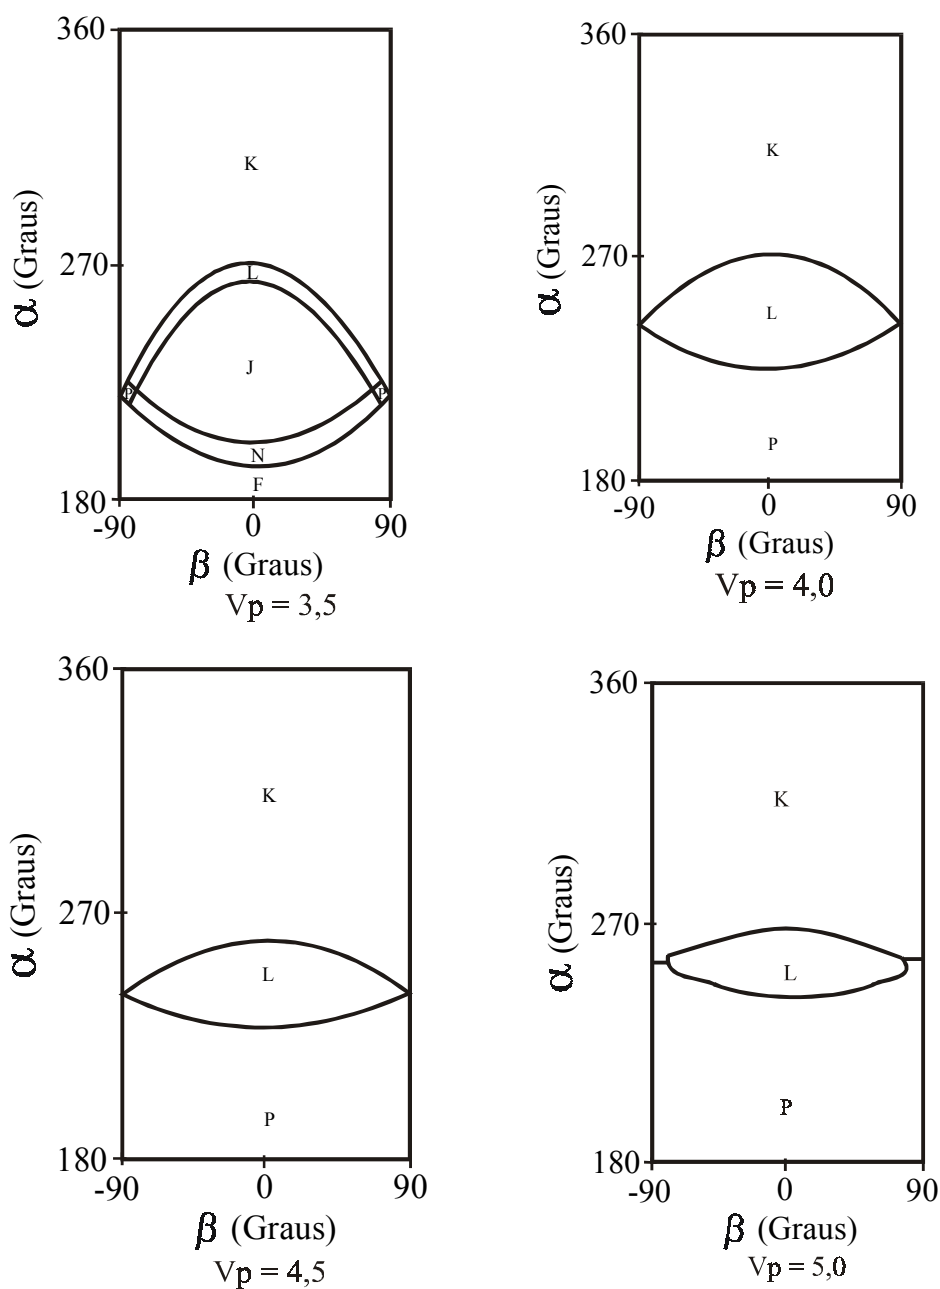 360
K
α (Graus)
270
L
J
P
P
N
F
180
-90
0
90
β (Graus)
Vp = 3,5
360
K
α (Graus)
270
L
P
180
-90
0
90
β (Graus)
Vp = 4,0
360
K
270
α (Graus)
L
P
180
-90
0
90
β (Graus)
Vp = 4,5
360
K
270
α (Graus)
L
P
180
-90
0
90
β (Graus)
Vp = 5,0